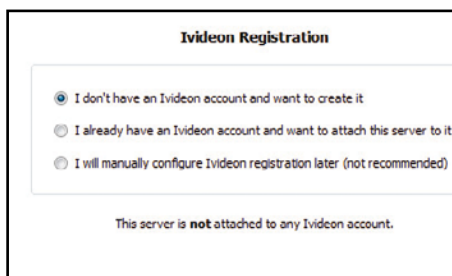 Ivideon Registration
I don't have an Ivideon account and want to create it
I already have an Ivideon account and want to attach this server to it
I will manually configure Ivideon registration later (not recommended)
This server is not attached to any Ivideon account.